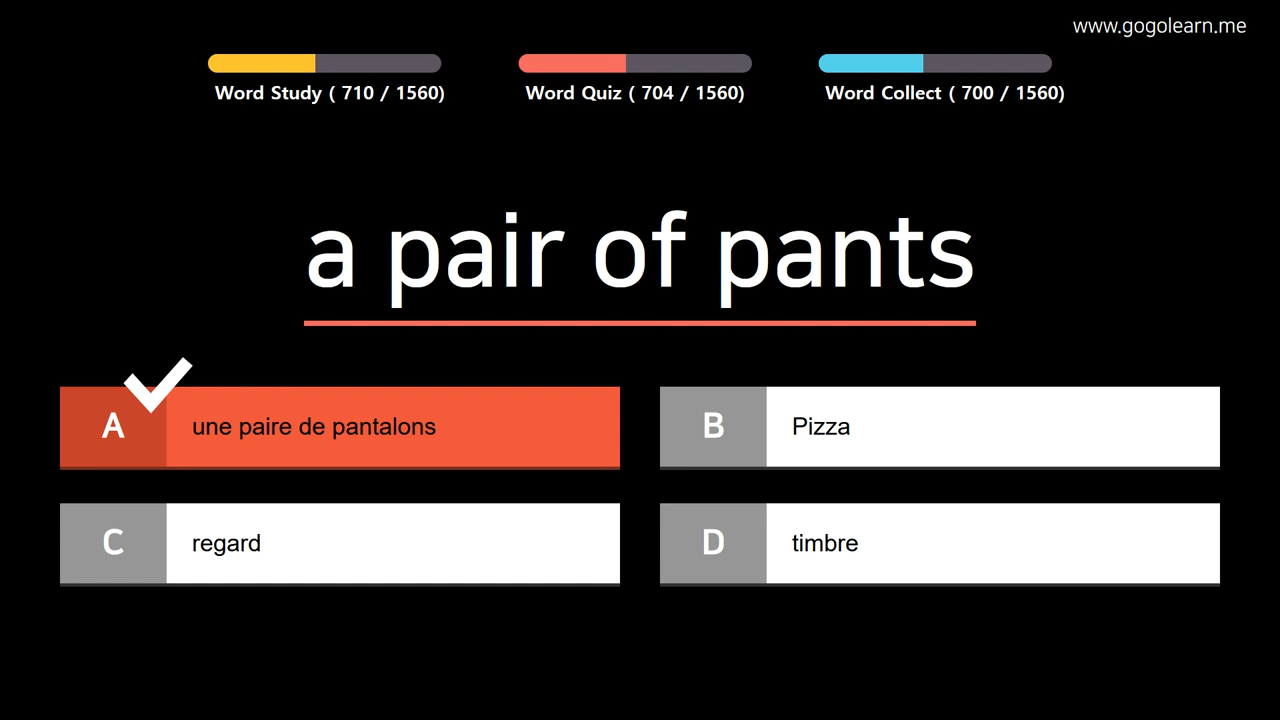 www.gogolearn.me
Word Study ( 710 / 1560)
Word Quiz ( 704 / 1560)
Word Collect ( 700 / 1560)
a pair of pants
A
une paire de pantalons
B
Pizza
C
regard
D
timbre